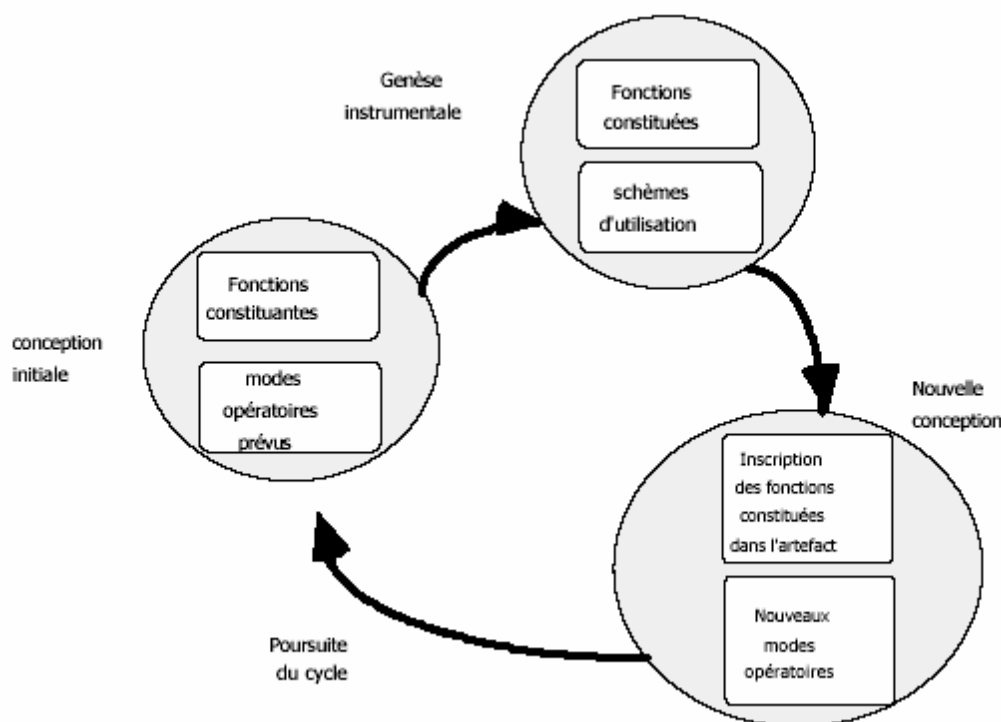 Genèse
instrumentale
Fonctions
constituées
schèmes
d'utilisation
Fonctions
constituantes
modes
opératoires
prévus
conception
initiale
Nouvelle
conception
Inscription
des fonctions
constituées
dans l'artefact
Nouveaux
modes
opératoires
Poursuite
du cycle